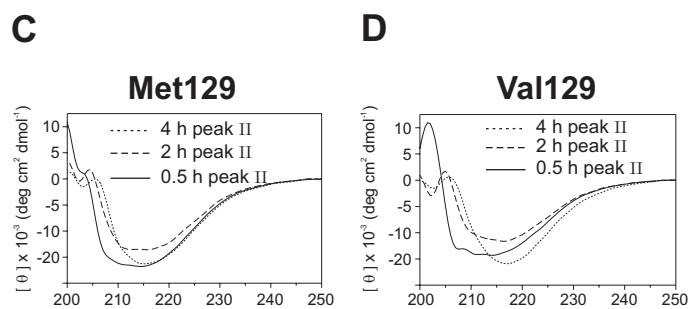 C
Met129
[ θ ] x 10⁻³ (deg cm² dmol⁻¹)
10
5
0
-5
-10
-20
4 h peak II
2 h peak II
0.5 h peak II
200 210 220 230 240 250
D
Val129
[ θ ] x 10⁻³ (deg cm² dmol⁻¹)
10
5
0
-5
-10
-20
4 h peak II
2 h peak II
0.5 h peak II
200 210 220 230 240 250